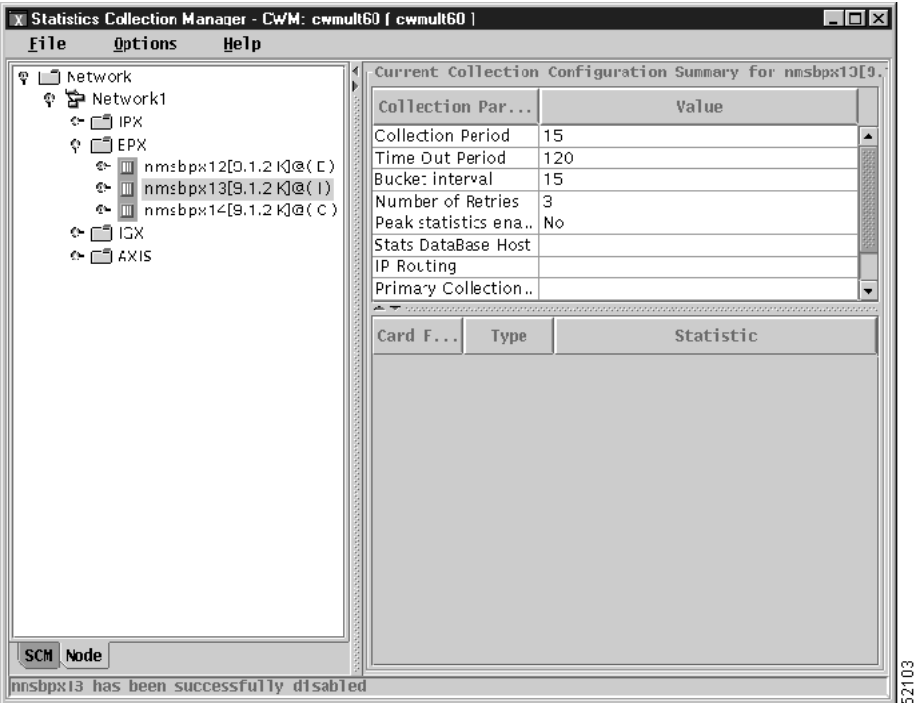 X Statistics Collection Manager - CWM: cwmult60 [ cwmult60 ]
File Options Help
Network
Network1
IPX
EPX
nmsbpx12[9.1.2 K]@( E )
nmsbpx13[9.1.2 K]@( I )
nmsbpx14[9.1.2 K]@( C )
IGX
AXIS
SCM Node
Current Collection Configuration Summary for nmsbpx13[9.
Collection Par... Value
Collection Period 15
Time Out Period 120
Bucket interval 15
Number of Retries 3
Peak statistics ena.. No
Stats DataBase Host
IP Routing
Primary Collection..
Card F... Type Statistic
nmsbpx13 has been successfully disabled
52103